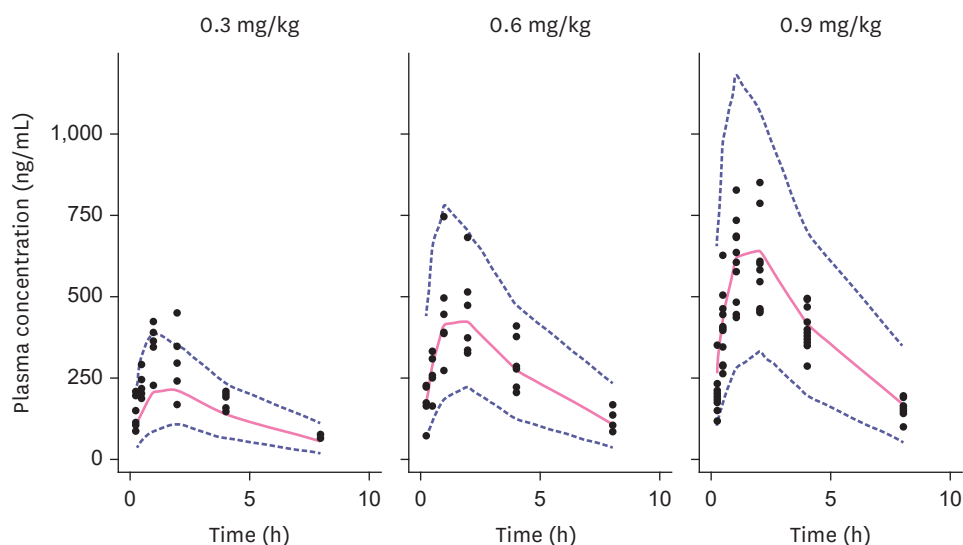 0.3 mg/kg
0.6 mg/kg
0.9 mg/kg
Plasma concentration (ng/mL)
1,000
750
500
250
0
0 5 10
0 5 10
0 5 10
Time (h)
Time (h)
Time (h)